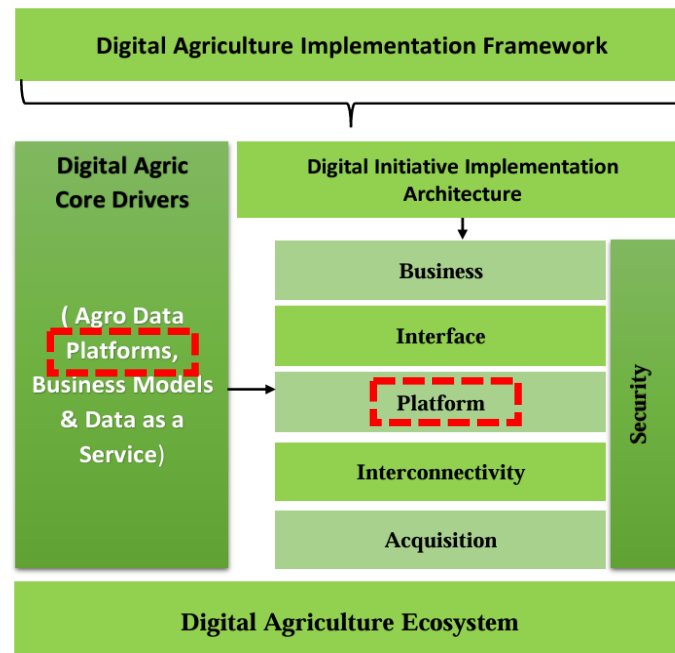 Digital Agriculture Implementation Framework
Digital Agric
Core Drivers
( Agro Data
Platforms,
Business Models
& Data as a
Service)
Digital Initiative Implementation
Architecture
Business
Interface
Platform
Interconnectivity
Acquisition
Security
Digital Agriculture Ecosystem